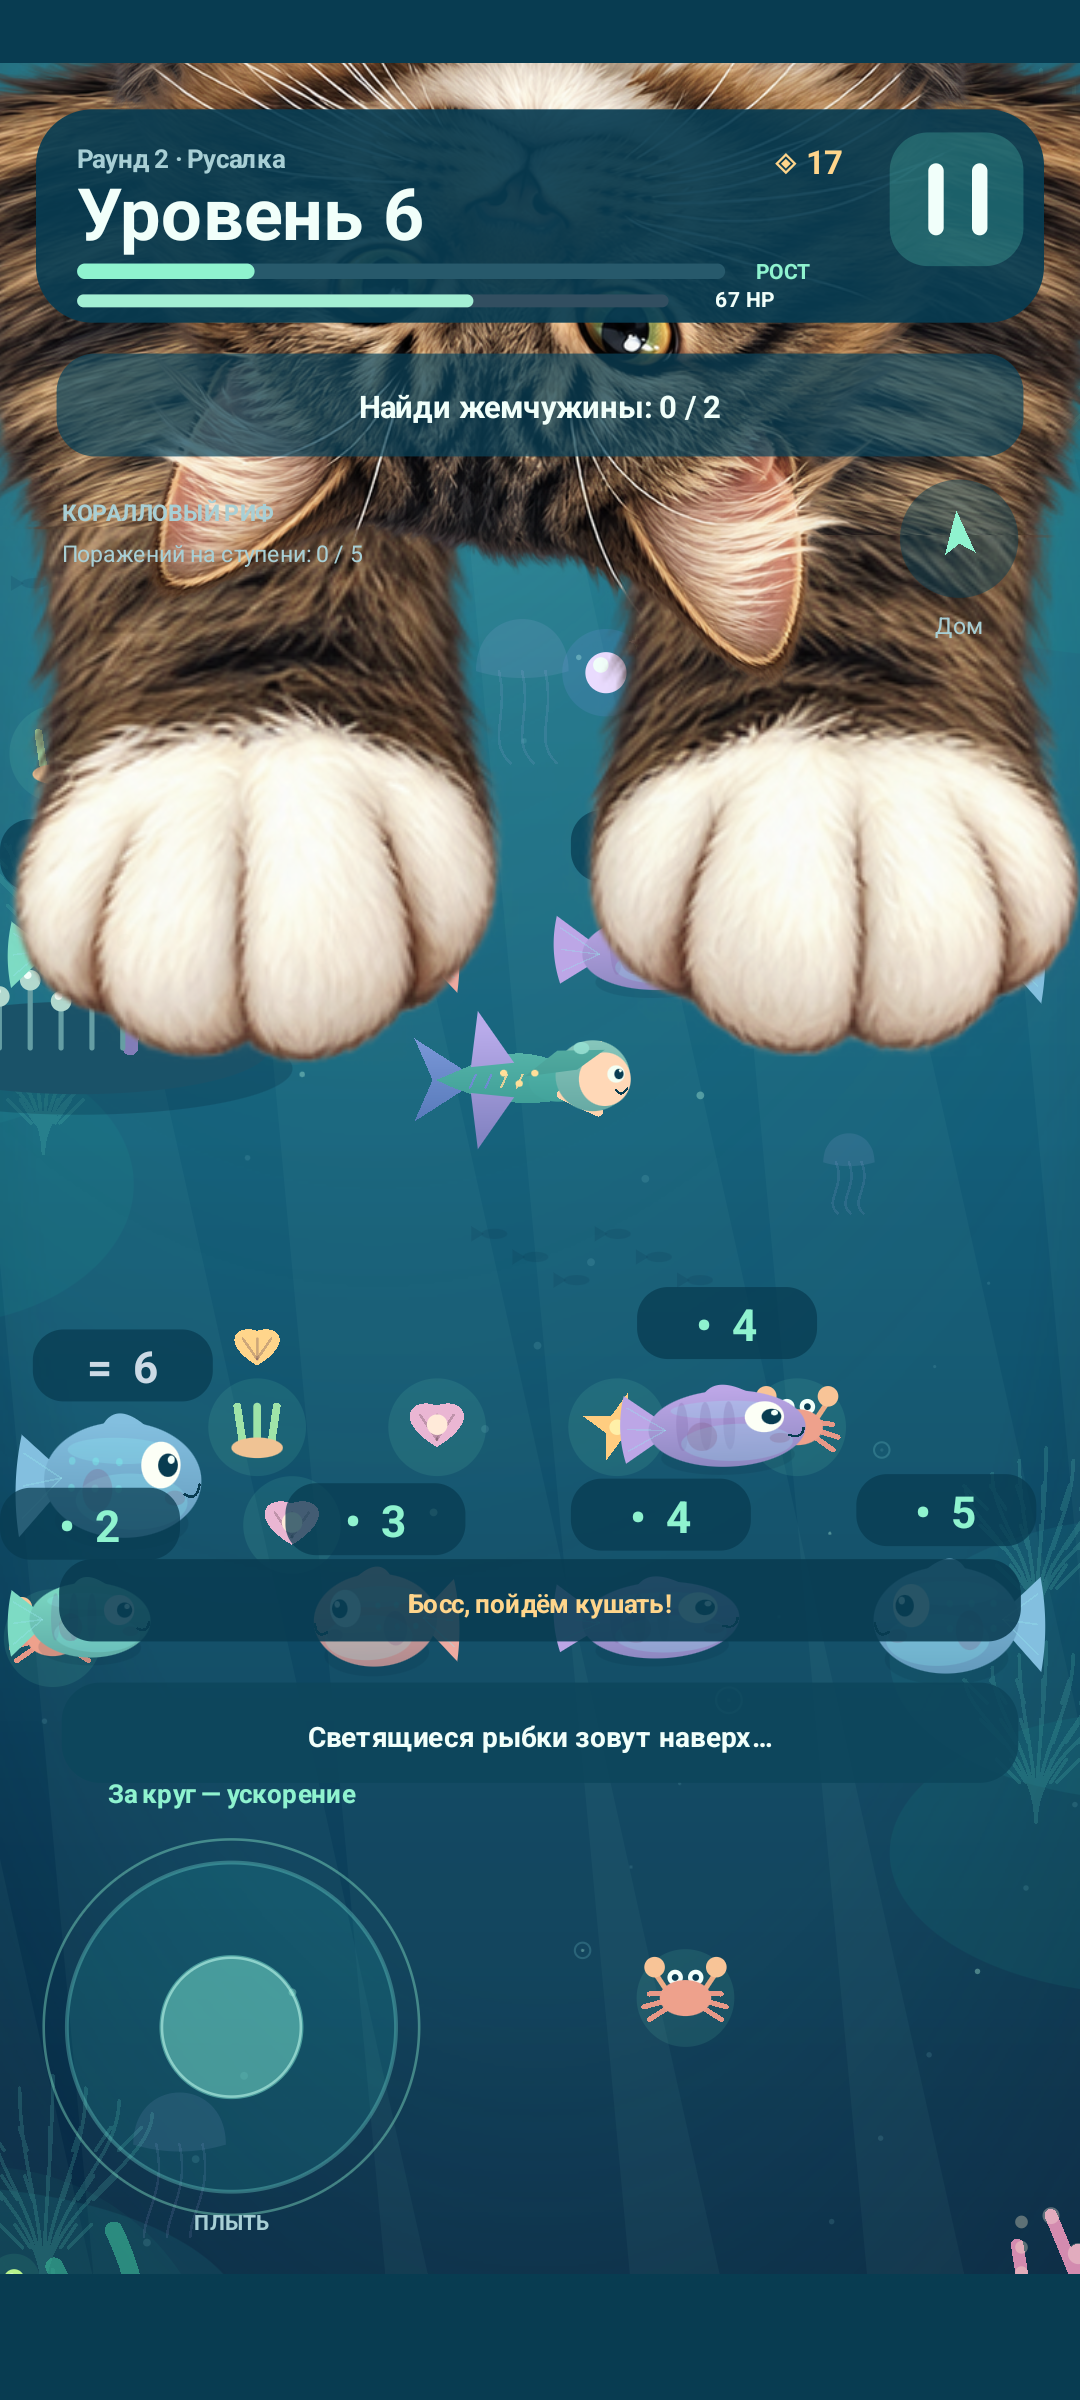 Раунд 2 · Русалка
17
Уровень 6
РОСТ
67 HP
Найди жемчужины: 0 / 2
КОРАЛЛОВЫЙ РИФ
Поражений на ступени: 0 / 5
Дом
• 4
= 6
• 2
• 3
• 4
• 5
Босс, пойдём кушать!
Светящиеся рыбки зовут наверх...
За круг — ускорение
ПЛЫТЬ